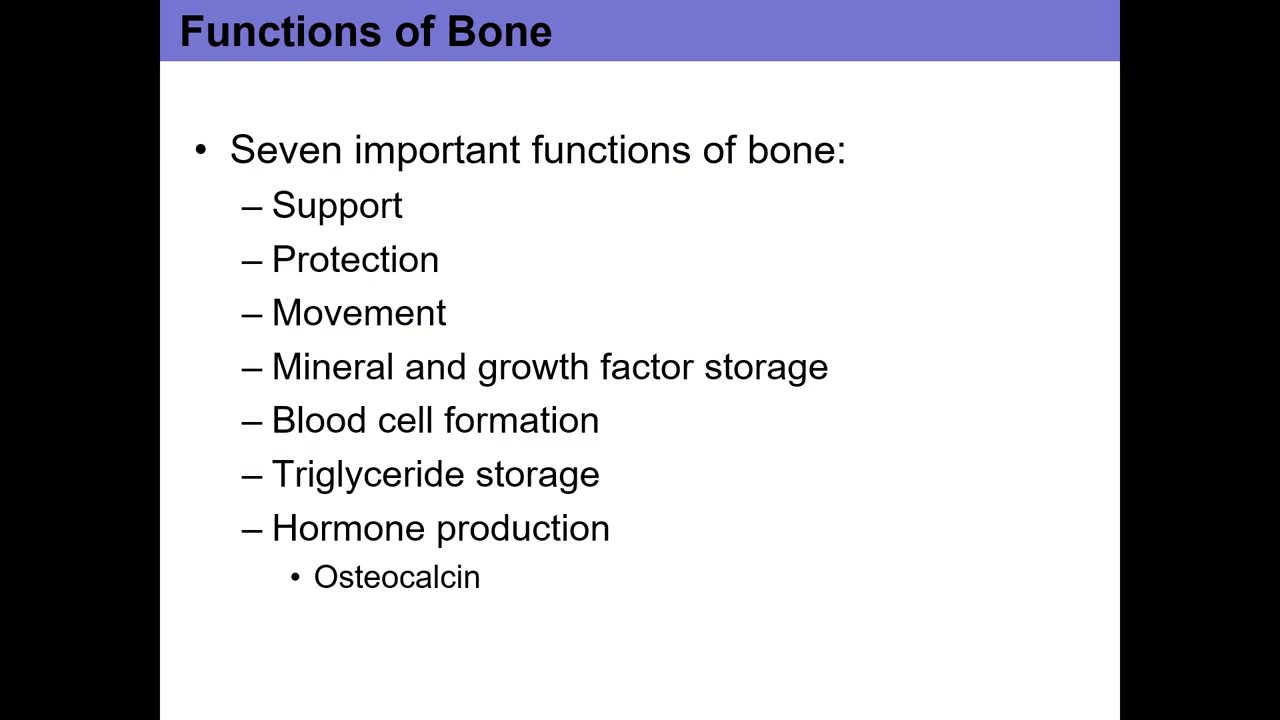 Functions of Bone
• Seven important functions of bone:
– Support
– Protection
– Movement
– Mineral and growth factor storage
– Blood cell formation
– Triglyceride storage
– Hormone production
• Osteocalcin